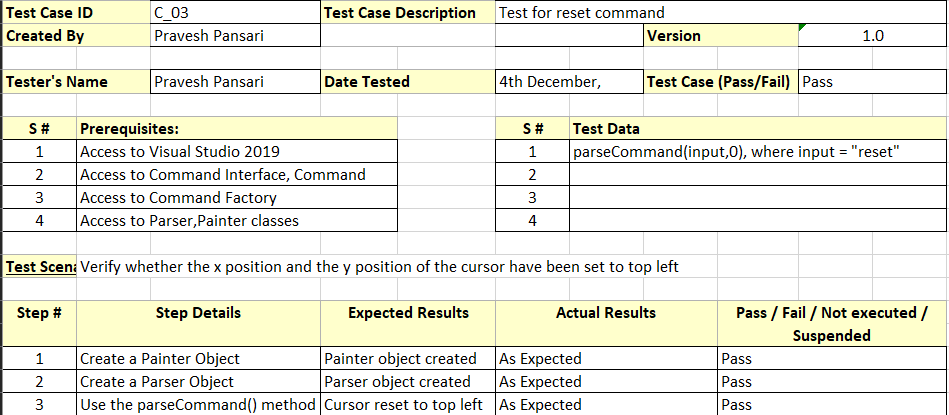 Test Case ID C_03 Test Case Description Test for reset command
Created By Pravesh Pansari Version 1.0
Tester's Name Pravesh Pansari Date Tested 4th December, Test Case (Pass/Fail) Pass
S # Prerequisites: S # Test Data
1 Access to Visual Studio 2019 1 parseCommand(input,0), where input = "reset"
2 Access to Command Interface, Command 2
3 Access to Command Factory 3
4 Access to Parser,Painter classes 4
Test Scena Verify whether the x position and the y position of the cursor have been set to top left
Step # Step Details Expected Results Actual Results Pass / Fail / Not executed /
Suspended
1 Create a Painter Object Painter object created As Expected Pass
2 Create a Parser Object Parser object created As Expected Pass
3 Use the parseCommand() method Cursor reset to top left As Expected Pass